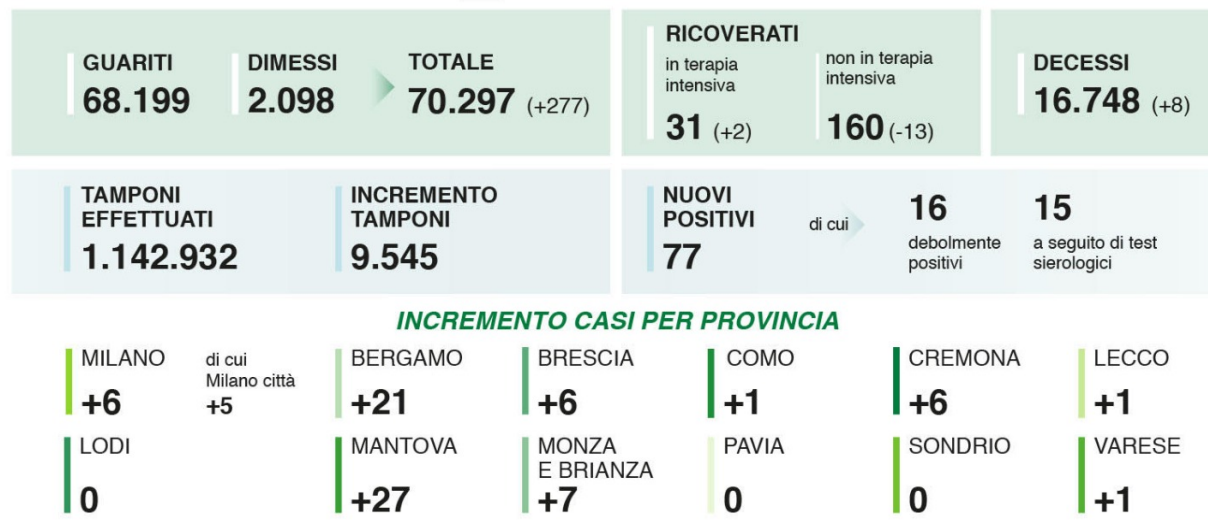 GUARITI
68.199
DIMESSI
2.098
TOTALE
70.297 (+277)
RICOVERATI
in terapia
intensiva
31 (+2)
non in terapia
intensiva
160 (-13)
DECESSI
16.748 (+8)
TAMPONI
EFFETTUATI
1.142.932
INCREMENTO
TAMPONI
9.545
NUOVI
POSITIVI
77
di cui
16
debolmente
positivi
15
a seguito di test
sierologici
INCREMENTO CASI PER PROVINCIA
MILANO
+6
di cui
Milano città
+5
BERGAMO
+21
BRESCIA
+6
COMO
+1
CREMONA
+6
LECCO
+1
LODI
0
MANTOVA
+27
MONZA
E BRIANZA
+7
PAVIA
0
SONDRIO
0
VARESE
+1